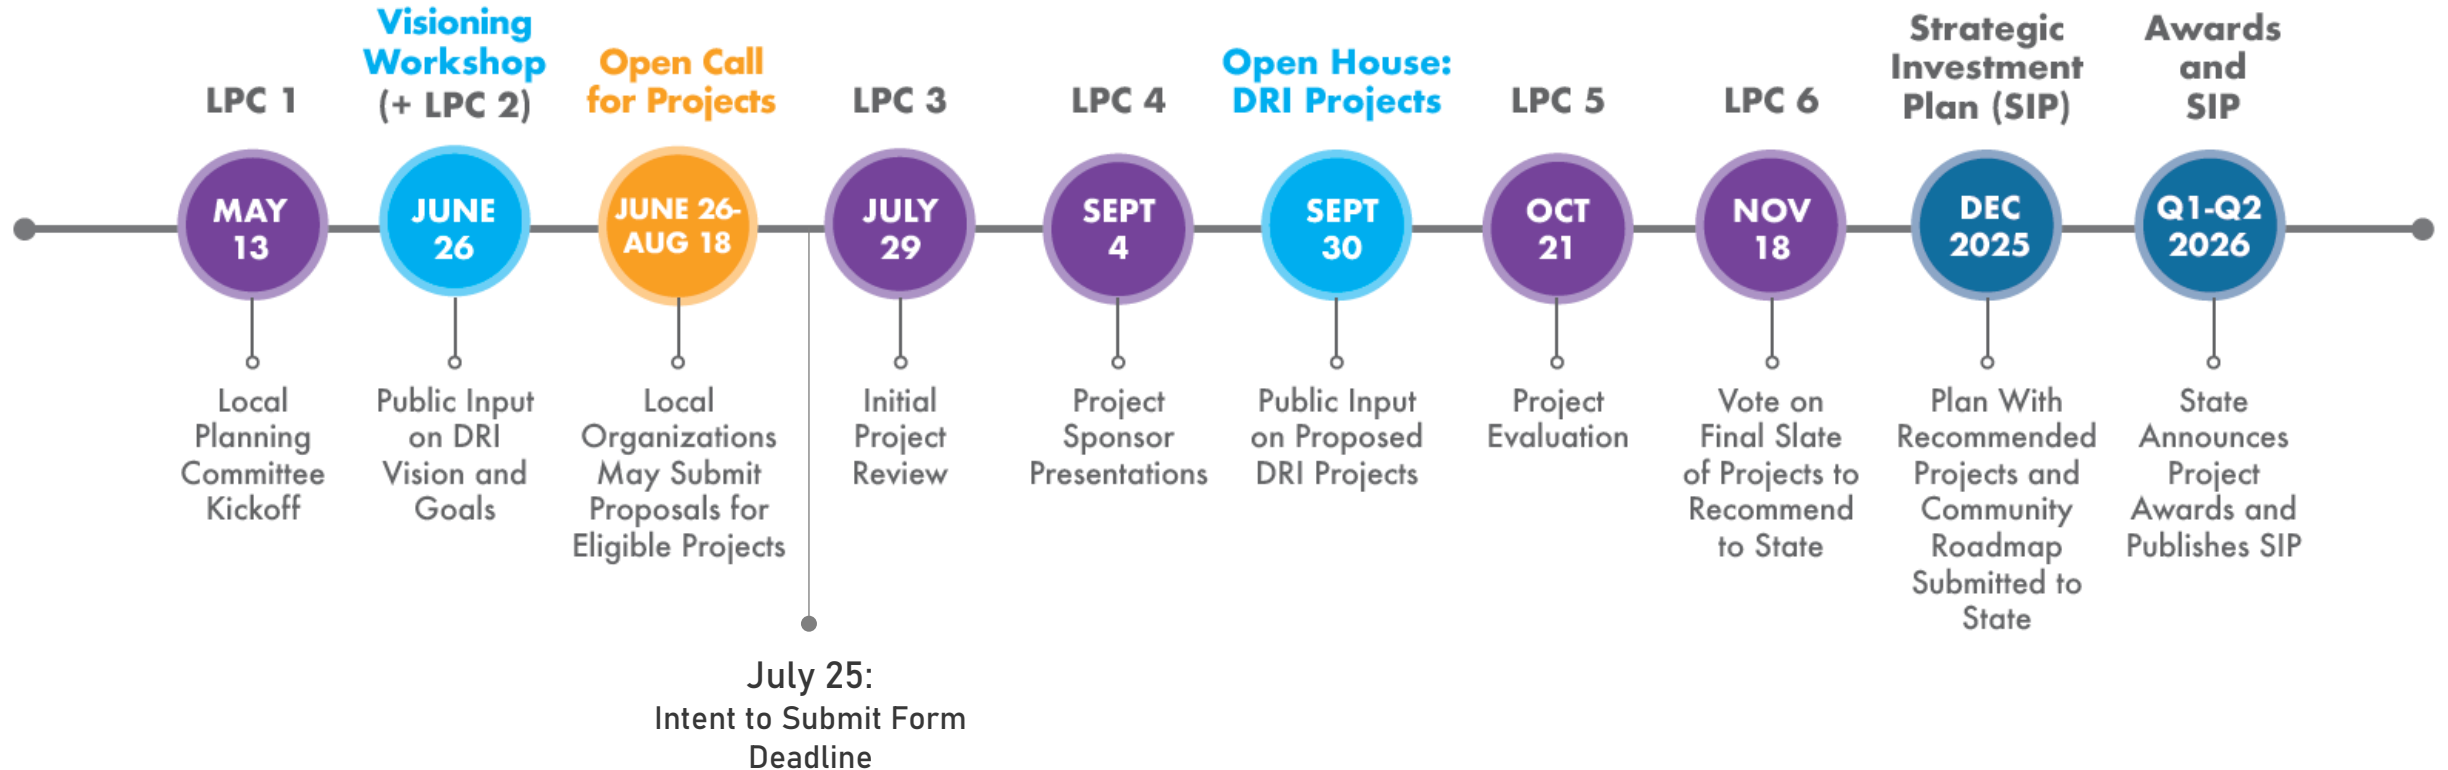 LPC 1
MAY
13
Local
Planning
Committee
Kickoff
Visioning
Workshop
(+ LPC 2)
JUNE
26
Public Input
on DRI
Vision and
Goals
Open Call
for Projects
JUNE 26-
AUG 18
Local
Organizations
May Submit
Proposals for
Eligible Projects
July 25:
Intent to Submit Form
Deadline
LPC 3
JULY
29
Initial
Project
Review
LPC 4
SEPT
4
Project
Sponsor
Presentations
Open House:
DRI Projects
SEPT
30
Public Input
on Proposed
DRI Projects
LPC 5
OCT
21
Project
Evaluation
LPC 6
NOV
18
Vote on
Final Slate
of Projects to
Recommend
to State
Strategic
Investment
Plan (SIP)
DEC
2025
Plan With
Recommended
Projects and
Community
Roadmap
Submitted to
State
Awards
and
SIP
Q1-Q2
2026
State
Announces
Project
Awards and
Publishes SIP